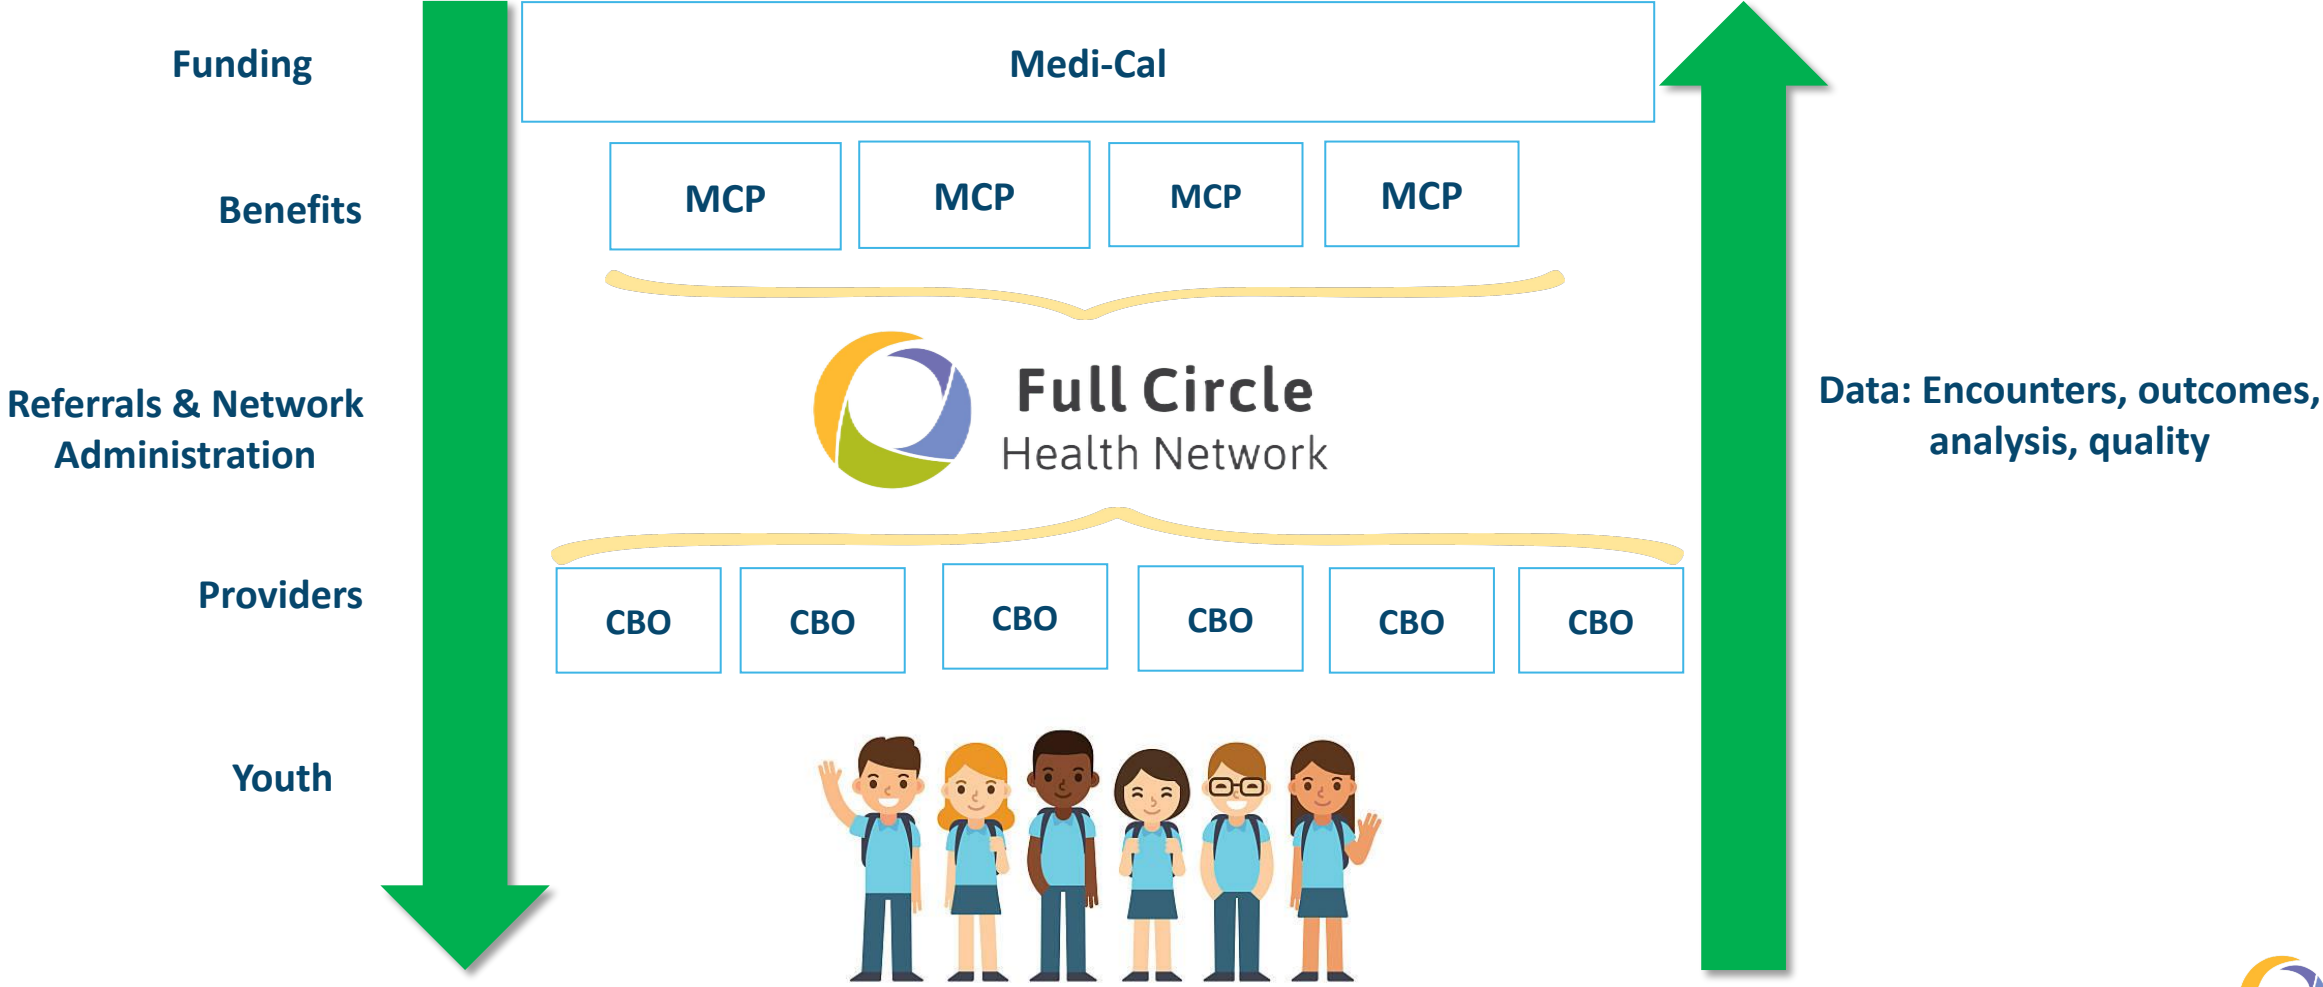 Funding
Medi-Cal
Benefits
MCP
MCP
MCP
MCP
Referrals & Network
Administration
Full Circle
Health Network
Data: Encounters, outcomes,
analysis, quality
Providers
CBO
CBO
CBO
CBO
CBO
CBO
Youth